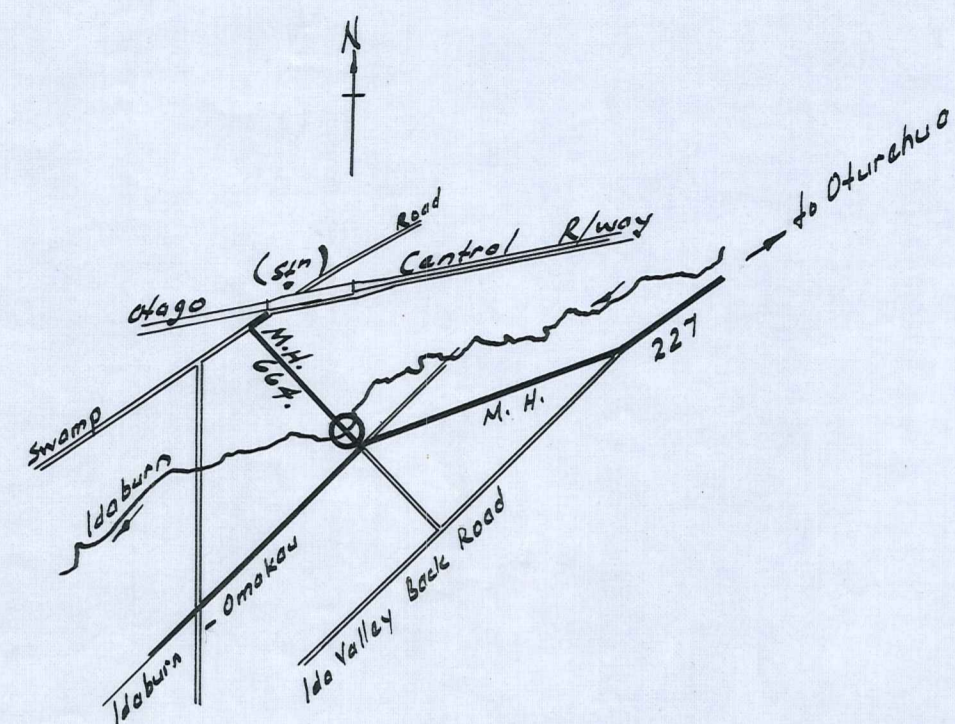 N
to Oturehua
Road
(Stn)
Central R/way
Otago
M.H.
664.
227
M. H.
Swamp
Idaburn
Idaburn - Omakau
Ida Valley Back Road